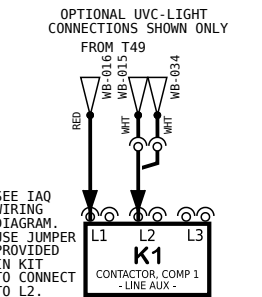 OPTIONAL UVC-LIGHT
CONNECTIONS SHOWN ONLY
FROM T49
WB-016
WB-015
WB-034
RED
WHT
WHT
SEE IAQ
WIRING
DIAGRAM.
USE JUMPER
PROVIDED
IN KIT
TO CONNECT
TO L2.
L1 L2 L3
K1
CONTACTOR, COMP 1
- LINE AUX -